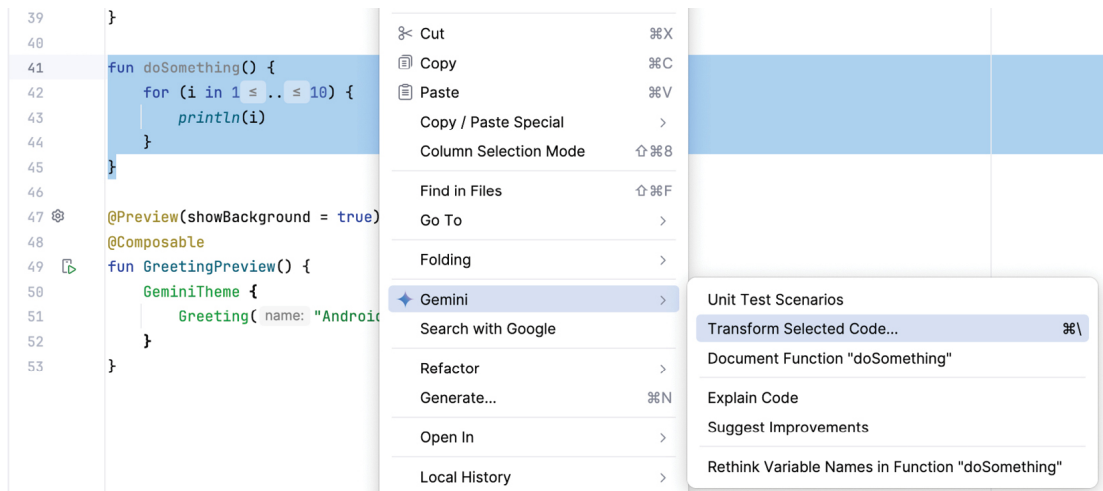 39 }
40
41 fun doSomething() {
42 for (i in 1 ≤ .. ≤ 10) {
43 println(i)
44 }
45 }
46
47 @Preview(showBackground = true)
48 @Composable
49 fun GreetingPreview() {
50 GeminiTheme {
51 Greeting( name: "Android
52 }
53 }
Cut ⌘X
Copy ⌘C
Paste ⌘V
Copy / Paste Special
Column Selection Mode ⇧⌘8
Find in Files ⇧⌘F
Go To
Folding
Gemini
Search with Google
Refactor
Generate... ⌘N
Open In
Local History
Unit Test Scenarios
Transform Selected Code... ⌘\
Document Function "doSomething"
Explain Code
Suggest Improvements
Rethink Variable Names in Function "doSomething"